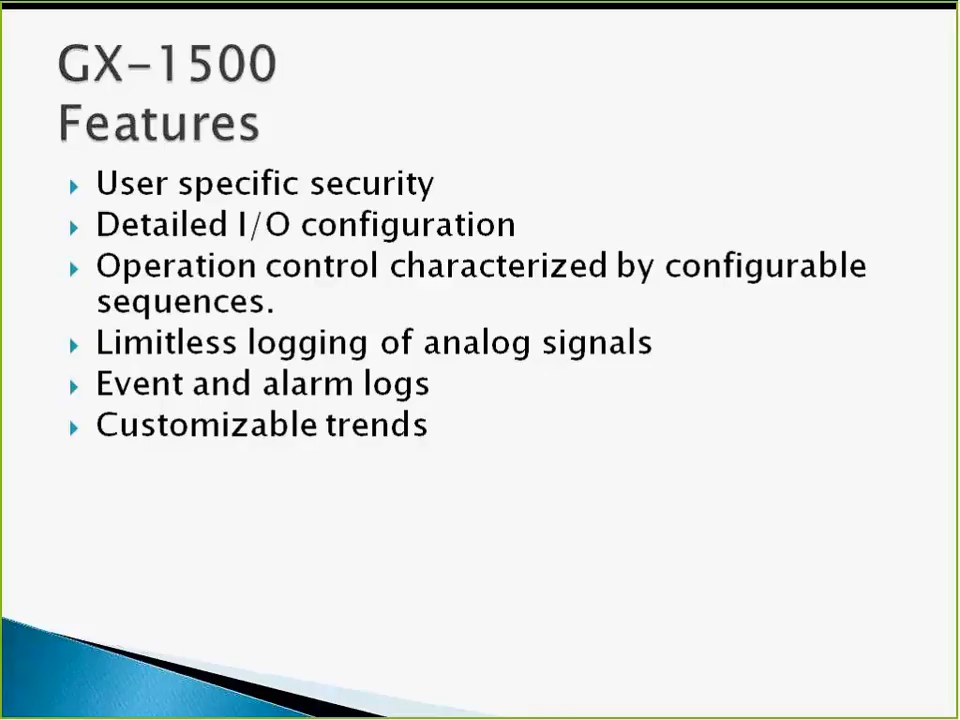 GX-1500
Features
User specific security
Detailed I/O configuration
Operation control characterized by configurable
sequences.
Limitless logging of analog signals
Event and alarm logs
Customizable trends